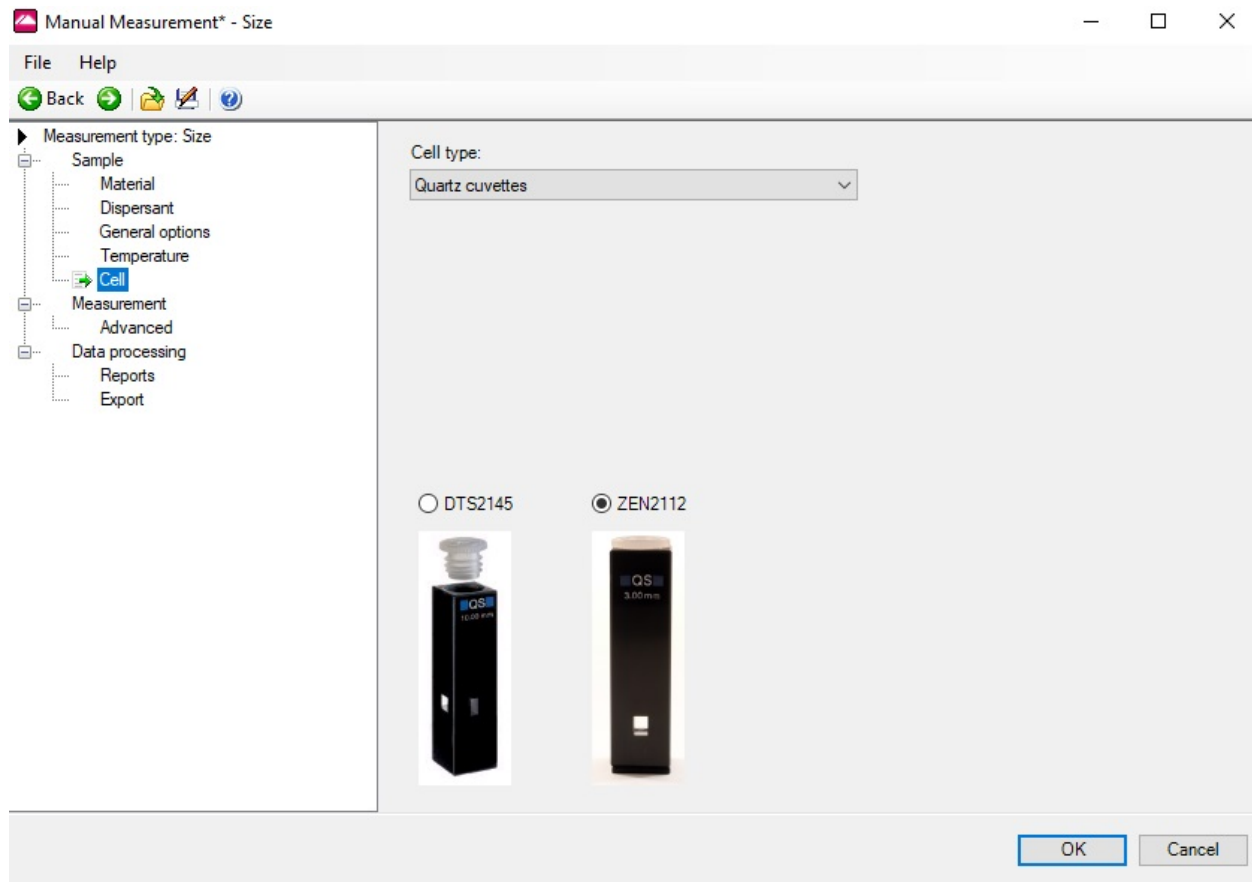 Manual Measurement* - Size
File Help
Back
Measurement type: Size
Sample
Material
Dispersant
General options
Temperature
Cell
Measurement
Advanced
Data processing
Reports
Export
Cell type:
Quartz cuvettes
DTS2145 ZEN2112
QS
10.00 mm
QS
3.00 mm
OK Cancel